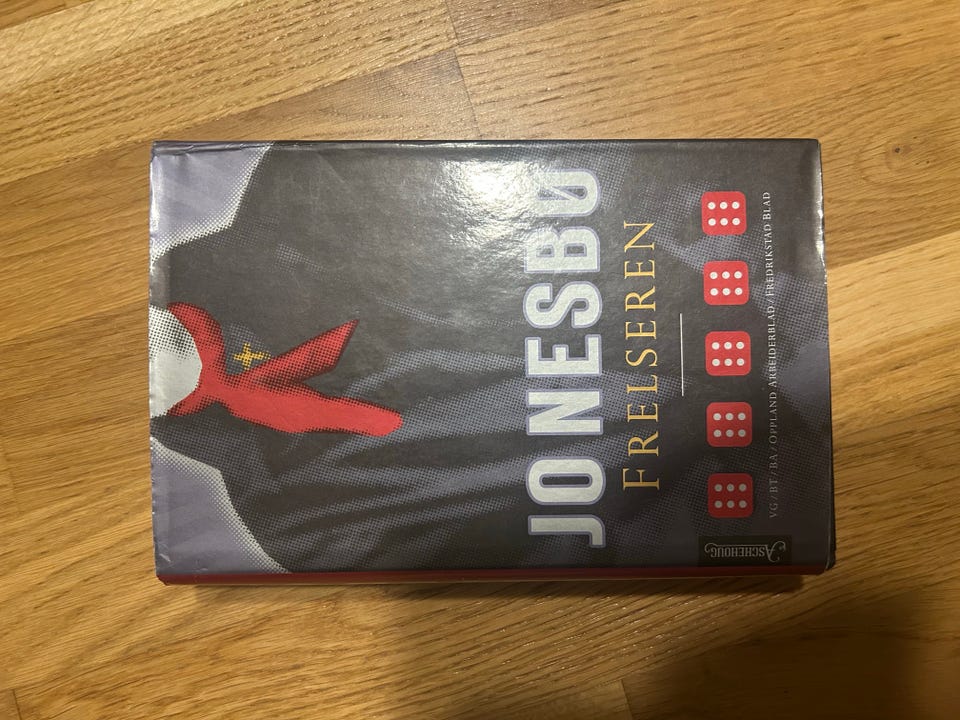 JO NESBØ
FRELSEREN
VG / BT / BA / OPPLAND ARBEIDERBLAD / FREDRIKSTAD BLAD
ASCHEHOUG